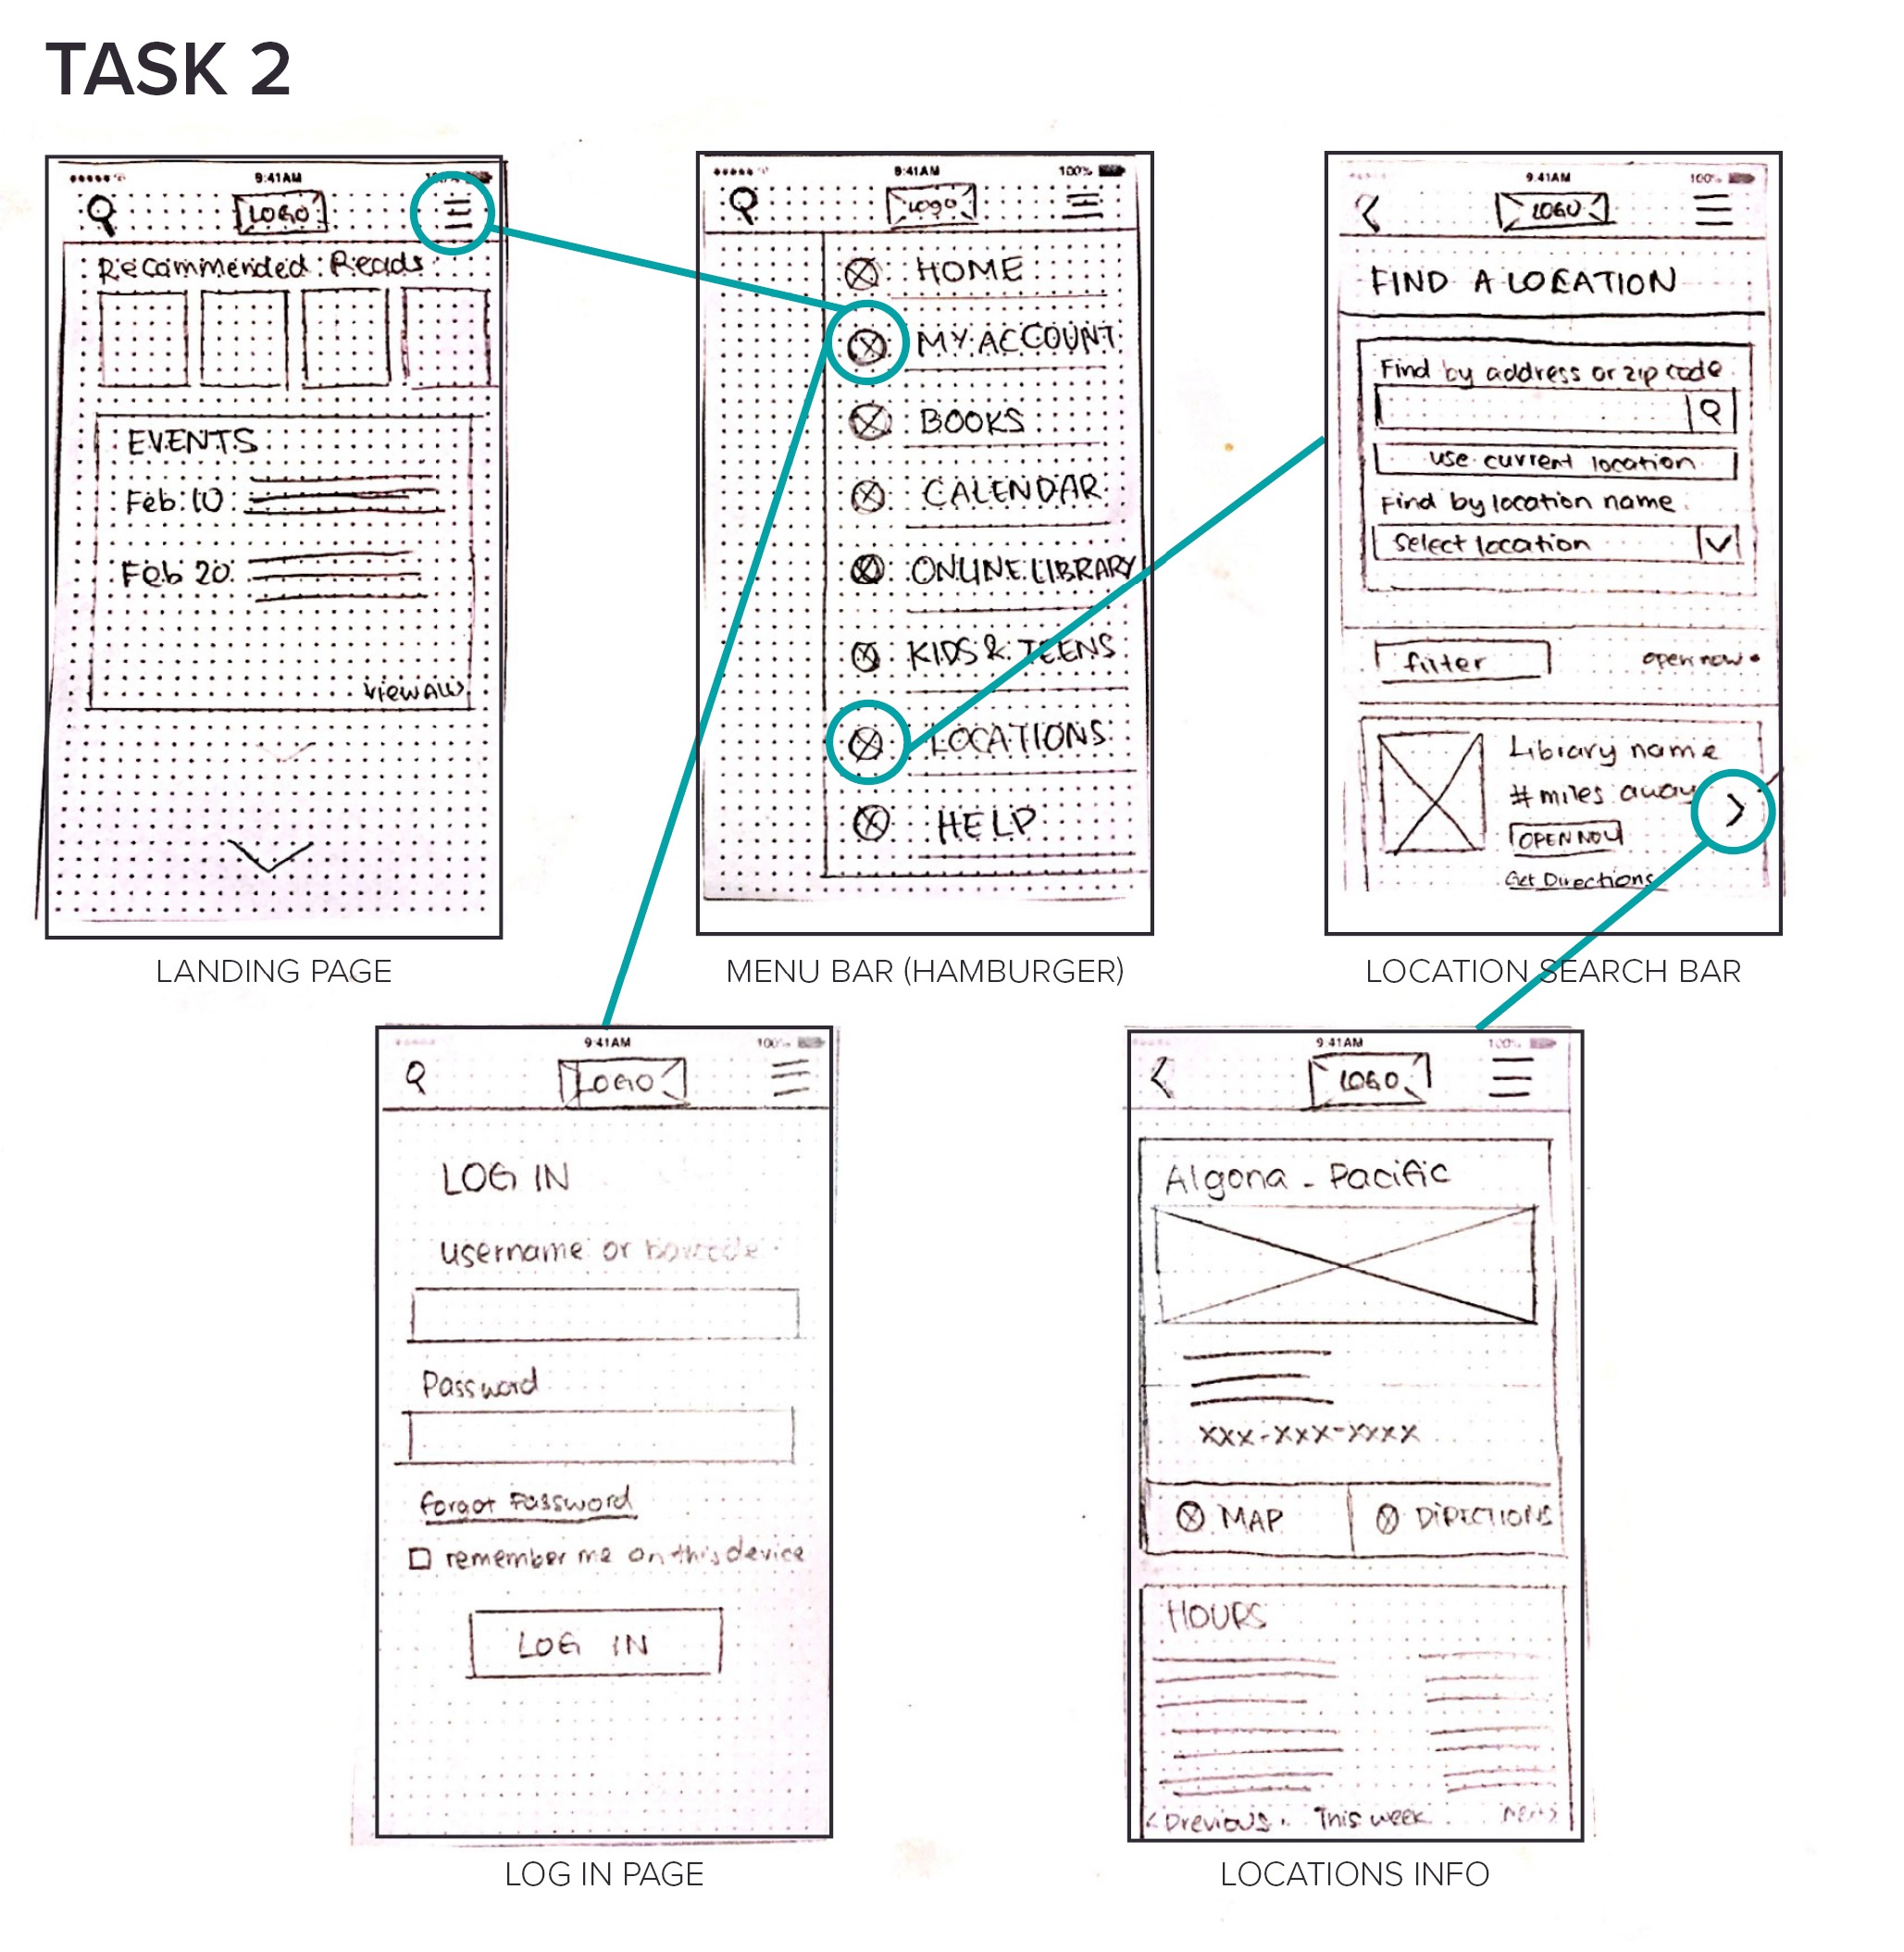 TASK 2
9:41AM
LOGO
Recommended Reads
EVENTS
Feb 10
Feb 20
view all
LANDING PAGE
9:41AM 100%
LOGO
HOME
MY ACCOUNT
BOOKS
CALENDAR
ONLINE LIBRARY
KIDS & TEENS
LOCATIONS
HELP
MENU BAR (HAMBURGER)
9:41AM 100%
LOGO
FIND A LOCATION
Find by address or zip code
use current location
Find by location name
Select location
filter open now
Library name
# miles away
OPEN NOW
Get Directions
LOCATION SEARCH BAR
9:41AM 100%
LOGO
LOG IN
username or barcode
Password
forgot Password
remember me on this device
LOG IN
LOG IN PAGE
9:41AM 100%
LOGO
Algona - Pacific
xxx-xxx-xxxx
MAP DIRECTIONS
HOURS
< Previous This week Next >
LOCATIONS INFO